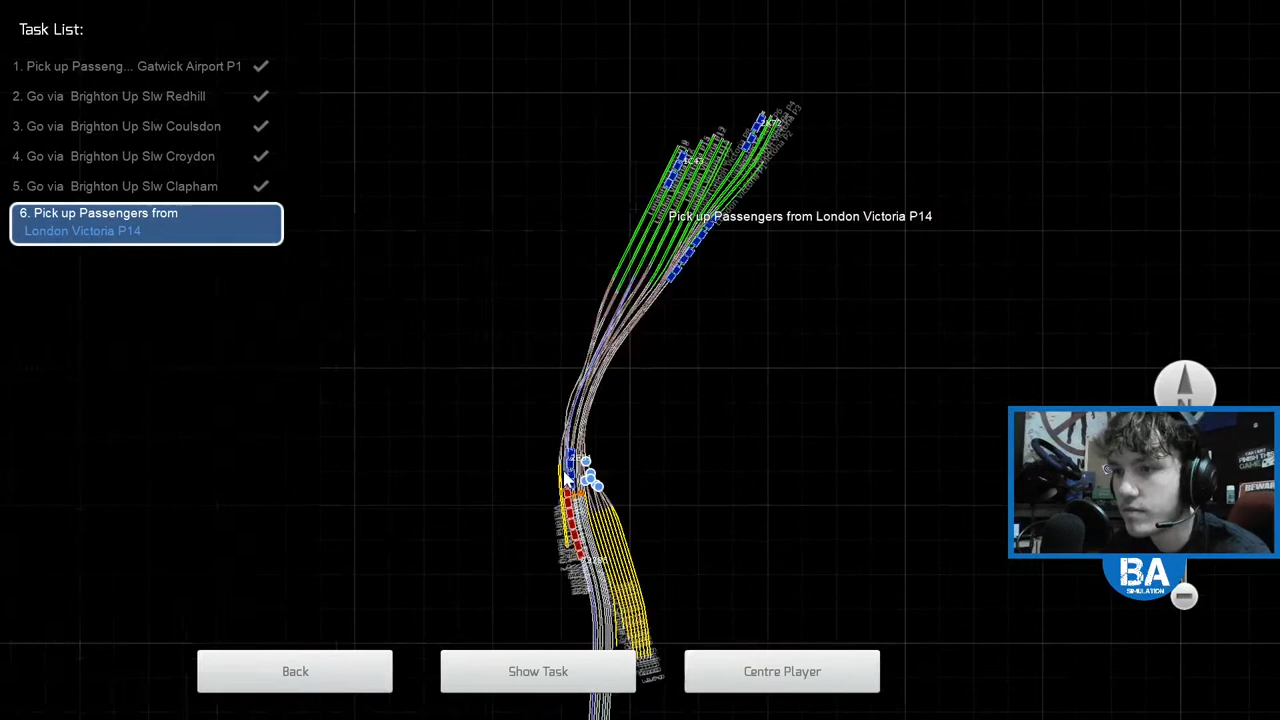 Task List:
1. Pick up Passeng... Gatwick Airport P1
2. Go via Brighton Up Slw Redhill
3. Go via Brighton Up Slw Coulsdon
4. Go via Brighton Up Slw Croydon
5. Go via Brighton Up Slw Clapham
6. Pick up Passengers from
London Victoria P14
Pick up Passengers from London Victoria P14
N
BA
SIMULATION
Back
Show Task
Centre Player